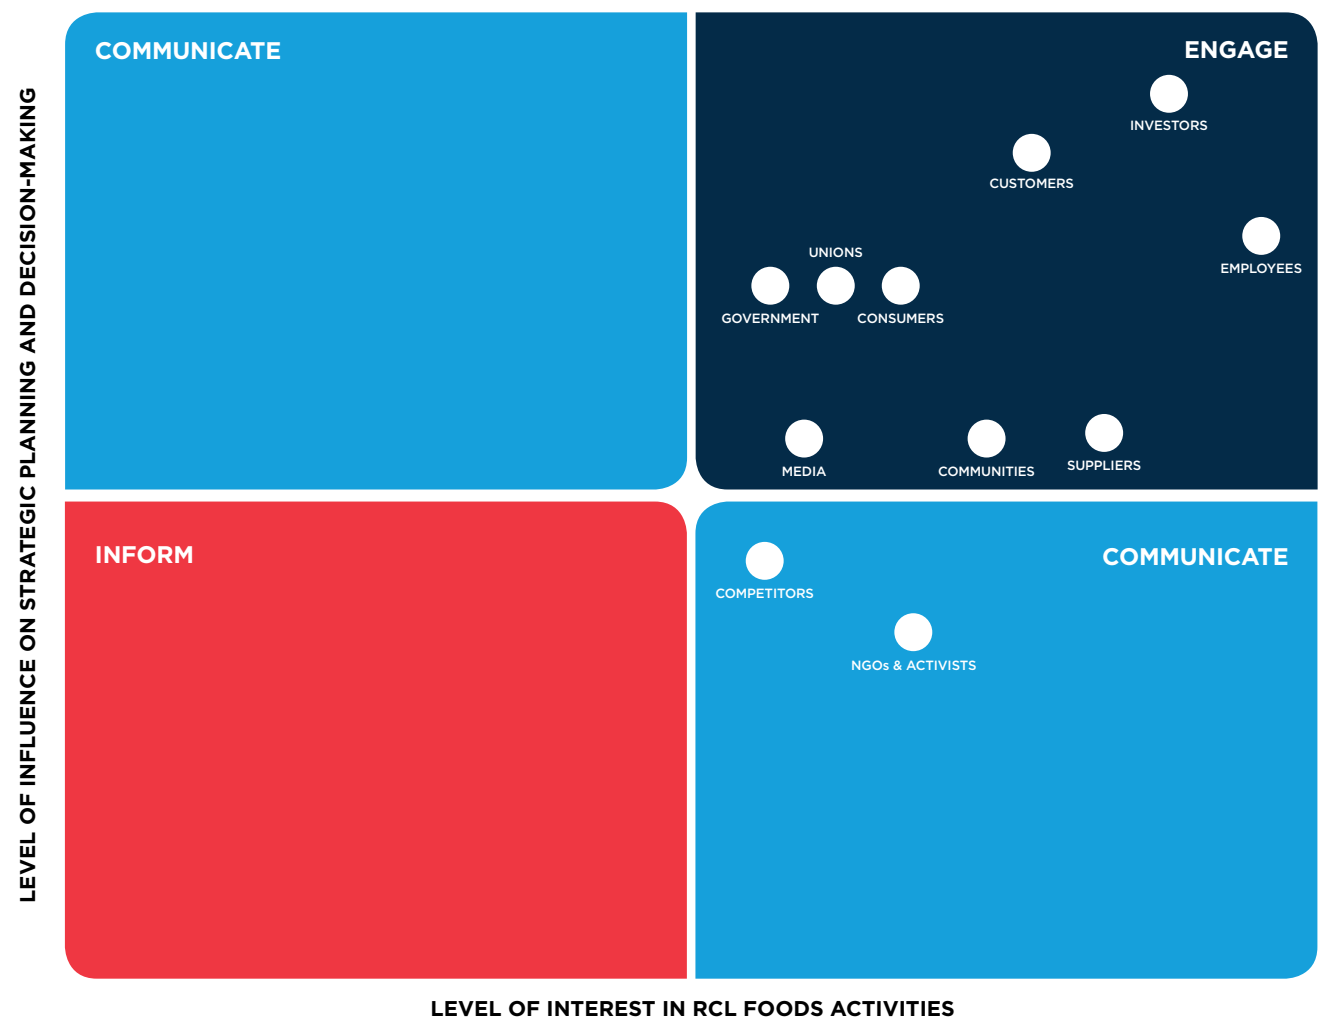 COMMUNICATE
ENGAGE
INVESTORS
CUSTOMERS
EMPLOYEES
UNIONS
GOVERNMENT
CONSUMERS
MEDIA
COMMUNITIES
SUPPLIERS
INFORM
COMMUNICATE
COMPETITORS
NGOs & ACTIVISTS
LEVEL OF INFLUENCE ON STRATEGIC PLANNING AND DECISION-MAKING
LEVEL OF INTEREST IN RCL FOODS ACTIVITIES